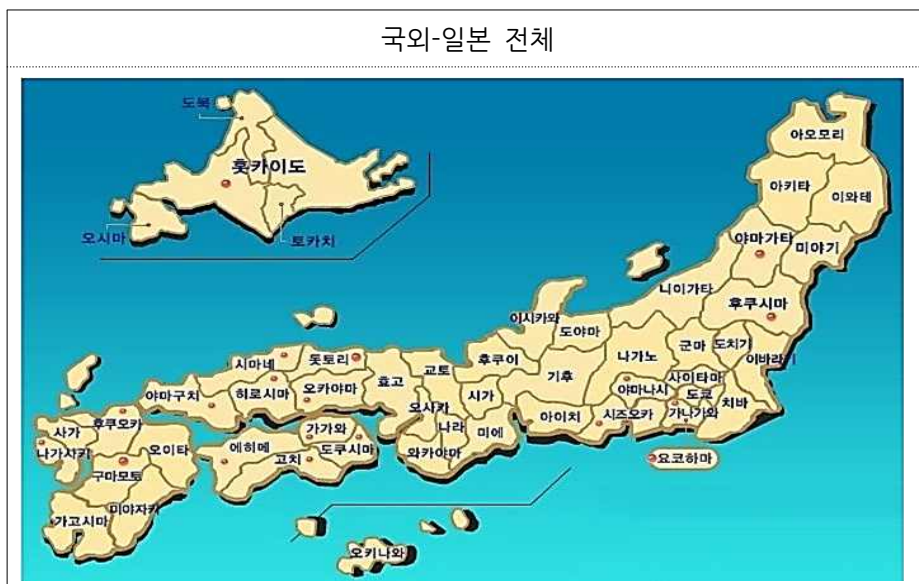 국외-일본 전체
도북
홋카이도
오시마
토카치
아오모리
아키타
이와테
야마가타
미야기
니이가타
후쿠시마
이시카와
도야마
후쿠이
나가노
군마
도치기
이바라키
시마네
돗토리
효고
교토
기후
사이타마
야마구치
히로시마
오카야마
시가
야마나시
도쿄
치바
오사카
나라
미에
아이치
시즈오카
가나가와
와카야마
요코하마
사가
후쿠오카
나가사키
오이타
구마모토
미야자키
가고시마
에히메
가가와
고치
도쿠시마
오키나와